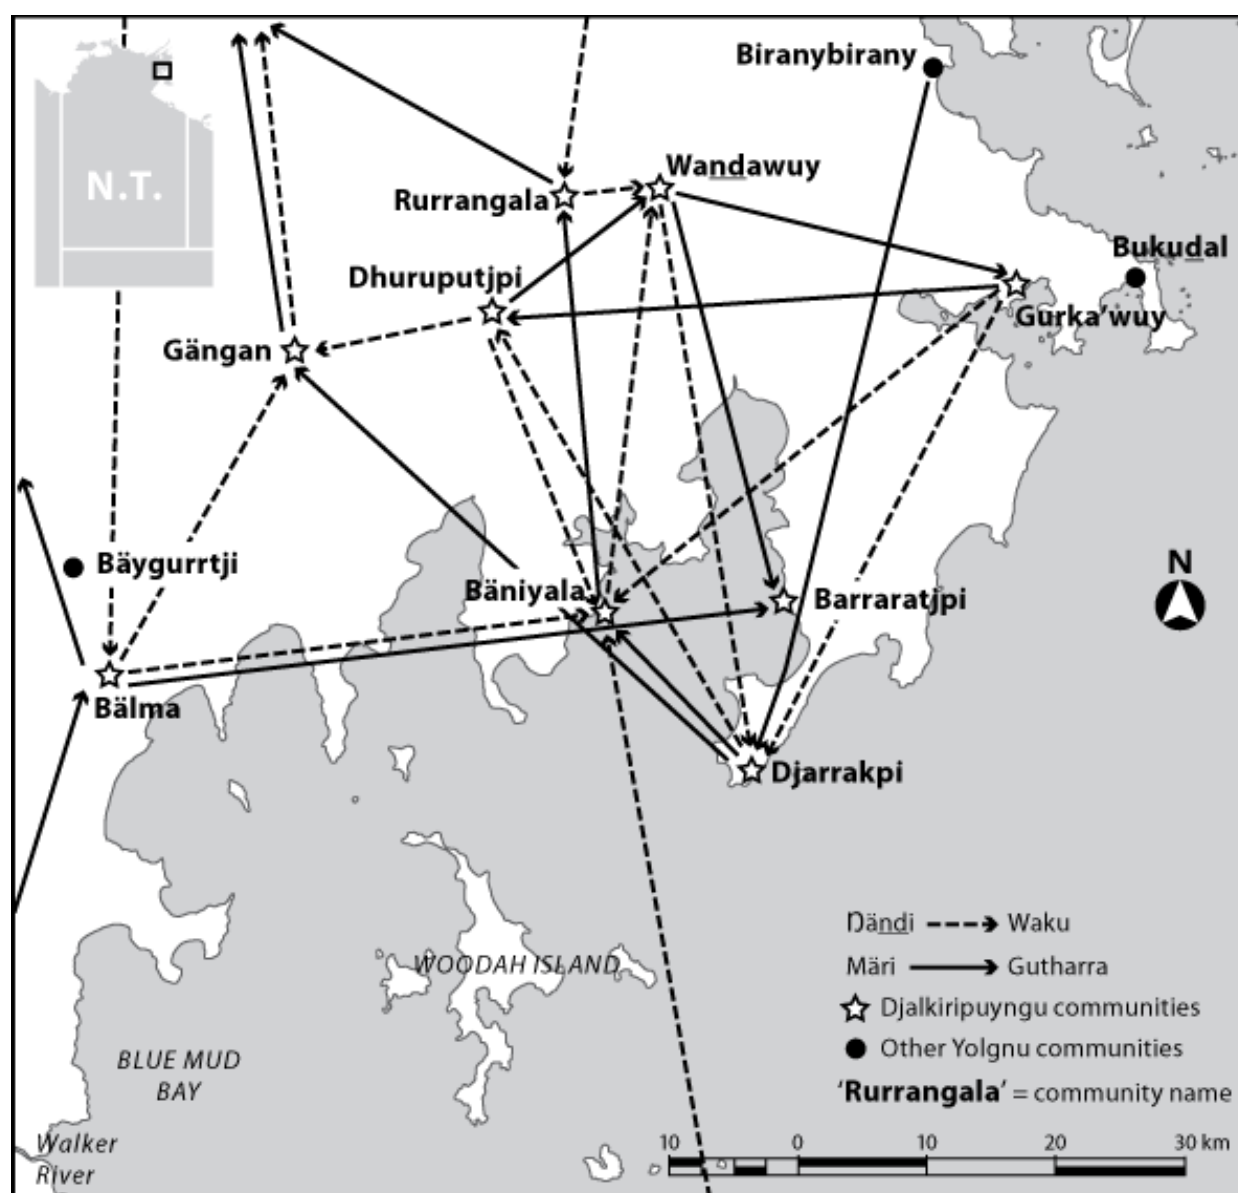 Biranybirany
N.T.
Wandawuy
Rurrangala
Bukudal
Dhuruputjpi
Gurka'wuy
Gängan
Bäygurrtji
N
Bäniyala
Barraratjpi
Bälma
Djarrakpi
Ŋändi Waku
WOODAH ISLAND
Märi Gutharra
Djalkiripuyngu communities
BLUE MUD
BAY
Other Yolgnu communities
'Rurrangala' = community name
Walker
River
10 0 10 20 30 km